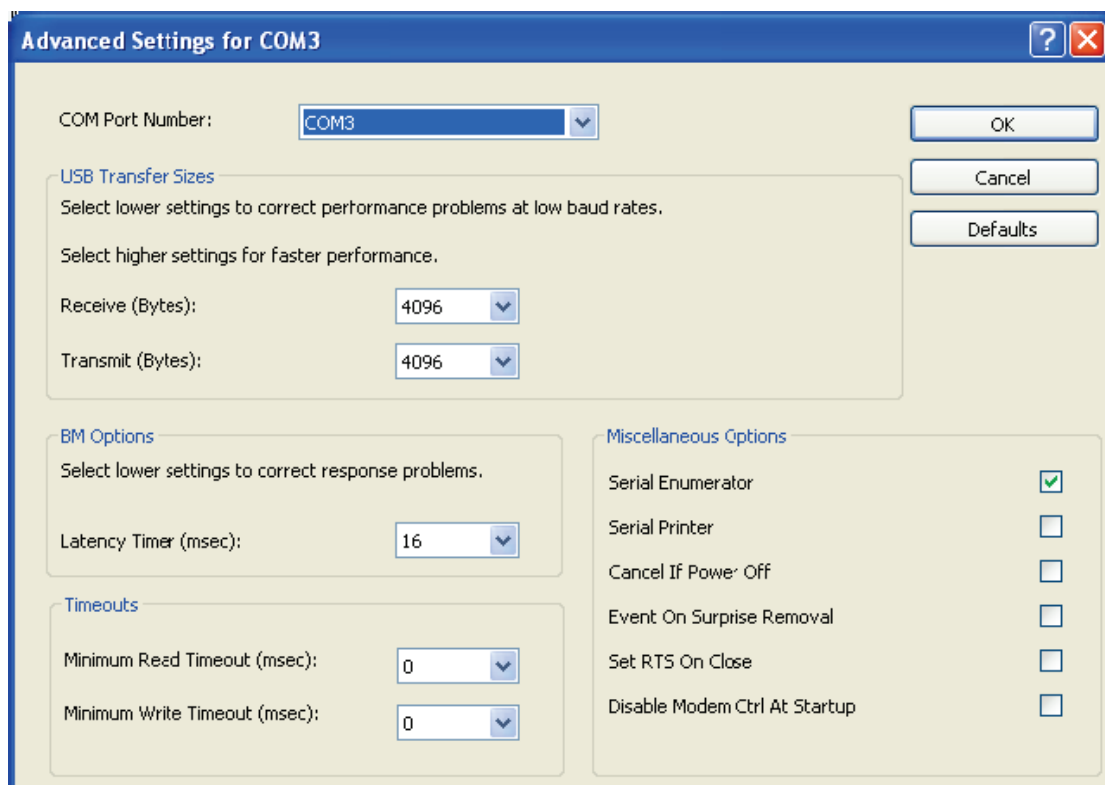 Advanced Settings for COM3
COM Port Number: COM3
OK
USB Transfer Sizes
Cancel
Select lower settings to correct performance problems at low baud rates.
Defaults
Select higher settings for faster performance.
Receive (Bytes): 4096
Transmit (Bytes): 4096
BM Options
Select lower settings to correct response problems.
Latency Timer (msec): 16
Timeouts
Minimum Read Timeout (msec): 0
Minimum Write Timeout (msec): 0
Miscellaneous Options
Serial Enumerator
Serial Printer
Cancel If Power Off
Event On Surprise Removal
Set RTS On Close
Disable Modem Ctrl At Startup